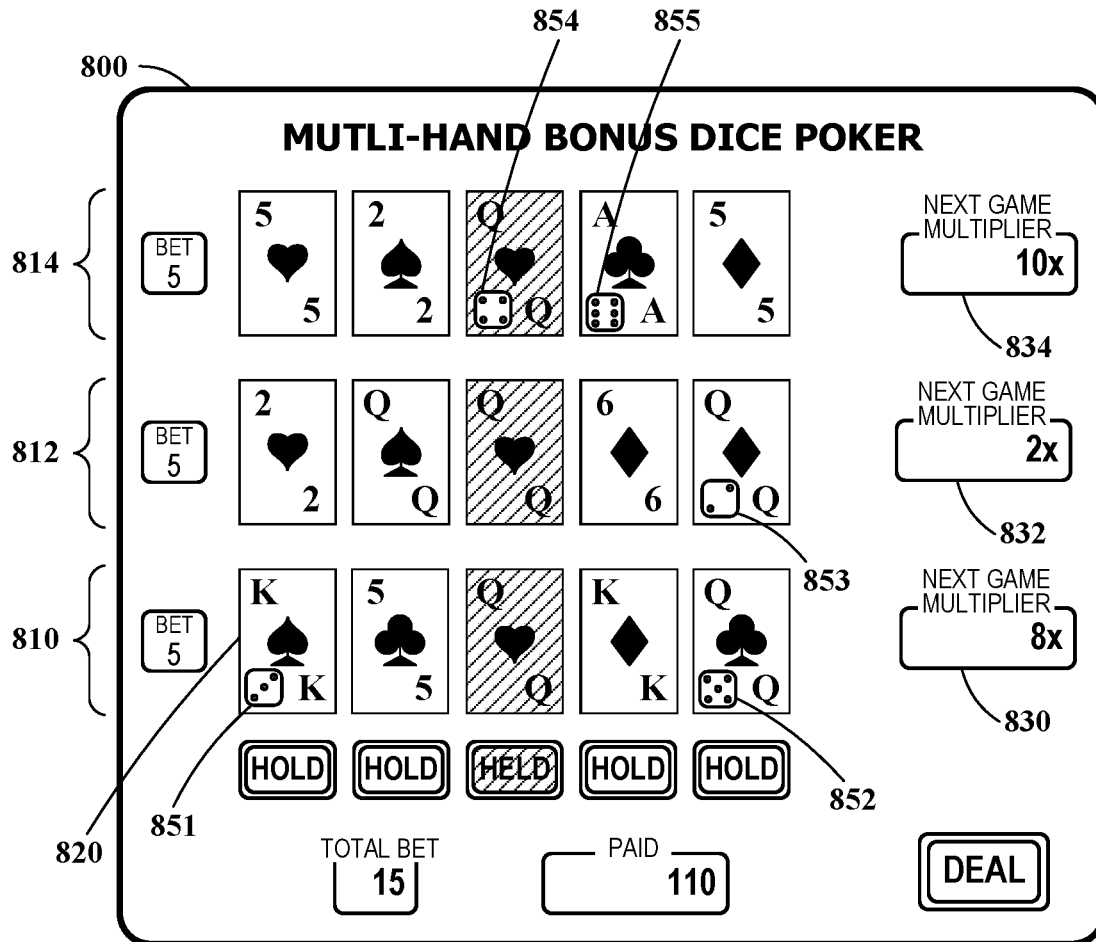 854 855
800
MUTLI-HAND BONUS DICE POKER
814
BET
5
5 5
2 2
Q Q
A A
5 5
NEXT GAME
MULTIPLIER
10x
834
812
BET
5
2 2
Q Q
Q Q
6 6
Q Q
NEXT GAME
MULTIPLIER
2x
832
853
810
BET
5
K K
5 5
Q Q
K K
Q Q
NEXT GAME
MULTIPLIER
8x
830
HOLD HOLD HELD HOLD HOLD
820 851 852
TOTAL BET
15
PAID
110
DEAL